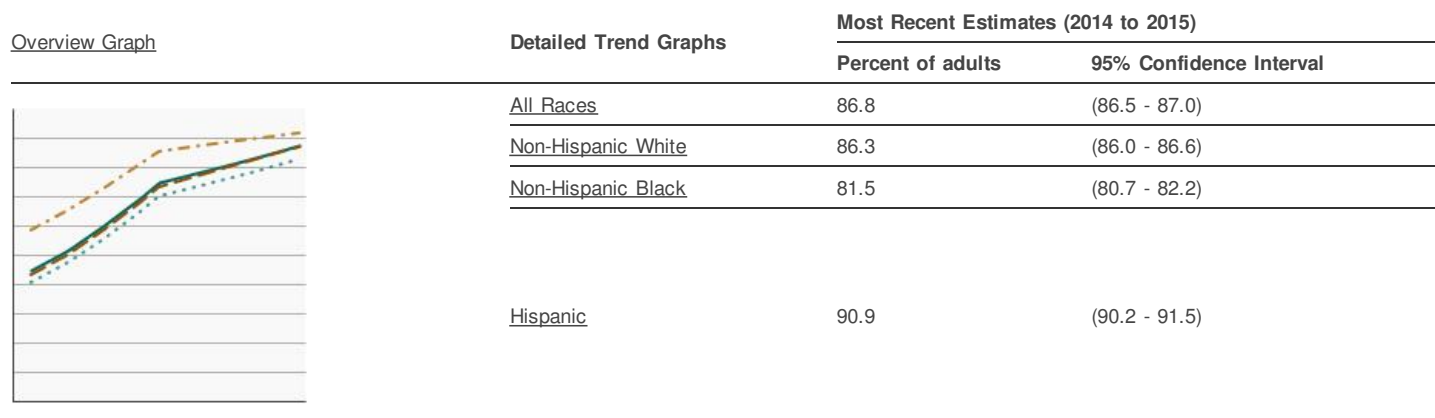 Overview Graph
Detailed Trend Graphs
Most Recent Estimates (2014 to 2015)
Percent of adults
95% Confidence Interval
All Races
86.8
(86.5 - 87.0)
Non-Hispanic White
86.3
(86.0 - 86.6)
Non-Hispanic Black
81.5
(80.7 - 82.2)
Hispanic
90.9
(90.2 - 91.5)